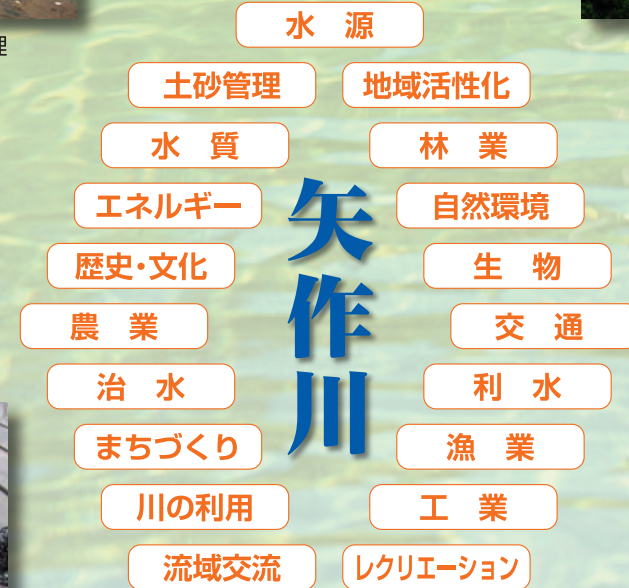 理
水　源
土砂管理
地域活性化
水　質
林　業
エネルギー
自然環境
歴史・文化
生　物
農　業
交　通
治　水
利　水
まちづくり
漁　業
川の利用
工　業
流域交流
レクリエーション
矢作川